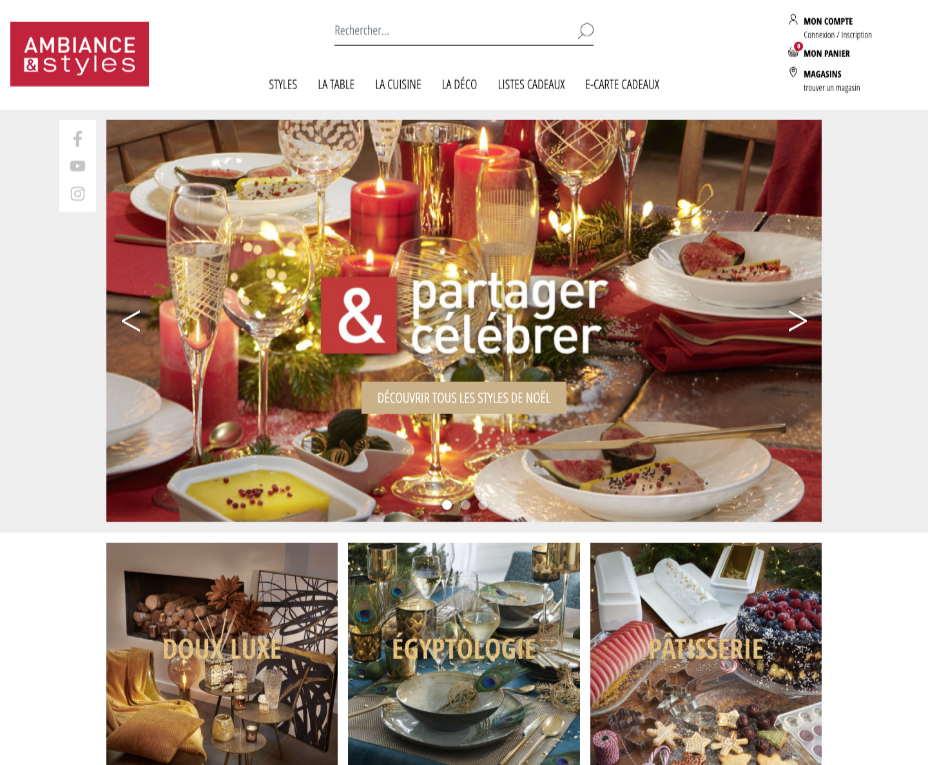 AMBIANCE
&styles
Rechercher...
MON COMPTE
Connexion / Inscription
0
MON PANIER
MAGASINS
trouver un magasin
STYLES LA TABLE LA CUISINE LA DÉCO LISTES CADEAUX E-CARTE CADEAUX
& partager
célébrer
DÉCOUVRIR TOUS LES STYLES DE NOËL
DOUX LUXE
ÉGYPTOLOGIE
PÂTISSERIE